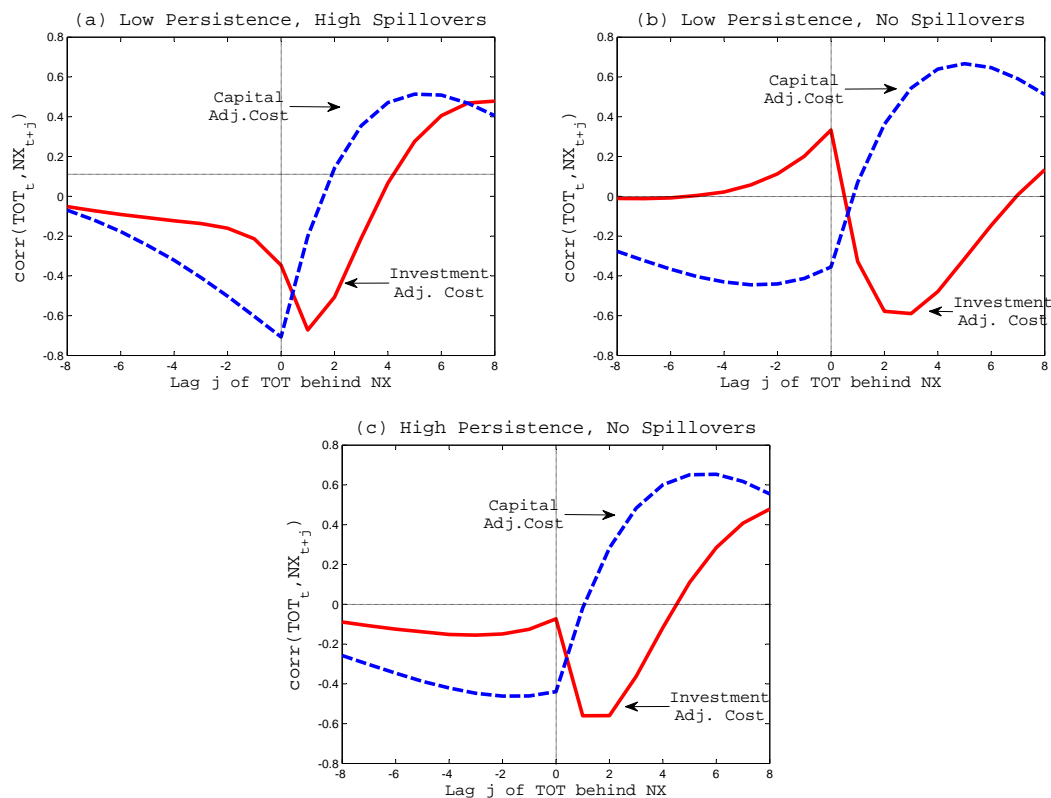 (a) Low Persistence, High Spillovers
corr(TOT_t,NX_{t+j})
0.8
0.6
0.4
0.2
0
-0.2
-0.4
-0.6
-0.8
Capital
Adj.Cost
Investment
Adj. Cost
-8 -6 -4 -2 0 2 4 6 8
Lag j of TOT behind NX
(b) Low Persistence, No Spillovers
corr(TOT_t,NX_{t+j})
0.8
0.6
0.4
0.2
0
-0.2
-0.4
-0.6
-0.8
Capital
Adj.Cost
Investment
Adj. Cost
-8 -6 -4 -2 0 2 4 6 8
Lag j of TOT behind NX
(c) High Persistence, No Spillovers
corr(TOT_t,NX_{t+j})
0.8
0.6
0.4
0.2
0
-0.2
-0.4
-0.6
-0.8
Capital
Adj.Cost
Investment
Adj. Cost
-8 -6 -4 -2 0 2 4 6 8
Lag j of TOT behind NX